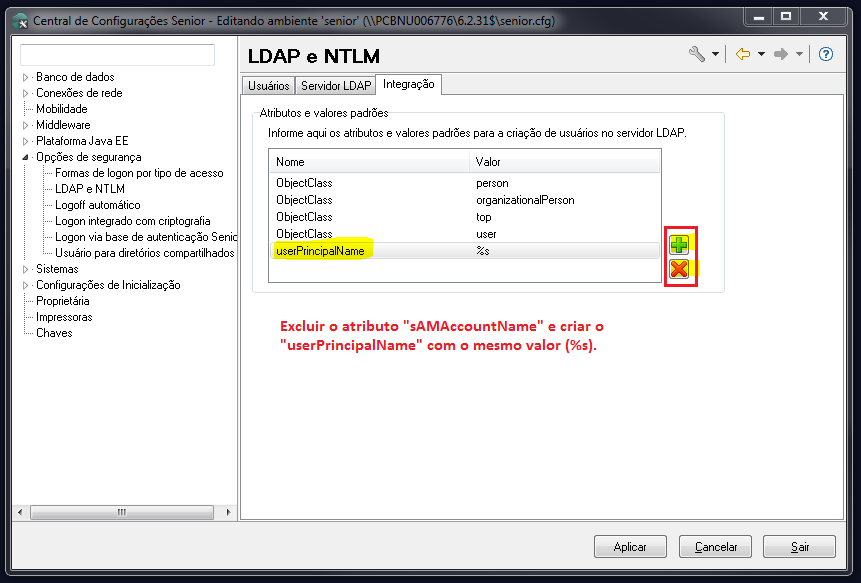 Central de Configurações Senior - Editando ambiente 'senior' (\\PCBNU006776\6.2.31$\senior.cfg)
Banco de dados
Conexões de rede
Mobilidade
Middleware
Plataforma Java EE
Opções de segurança
Formas de logon por tipo de acesso
LDAP e NTLM
Logoff automático
Logon integrado com criptografia
Logon via base de autenticação Senio
Usuário para diretórios compartilhados
Sistemas
Configurações de Inicialização
Proprietária
Impressoras
Chaves
LDAP e NTLM
Usuários Servidor LDAP Integração
Atributos e valores padrões
Informe aqui os atributos e valores padrões para a criação de usuários no servidor LDAP.
Nome Valor
ObjectClass person
ObjectClass organizationalPerson
ObjectClass top
ObjectClass user
userPrincipalName %s
Excluir o atributo "sAMAccountName" e criar o
"userPrincipalName" com o mesmo valor (%s).
Aplicar Cancelar Sair